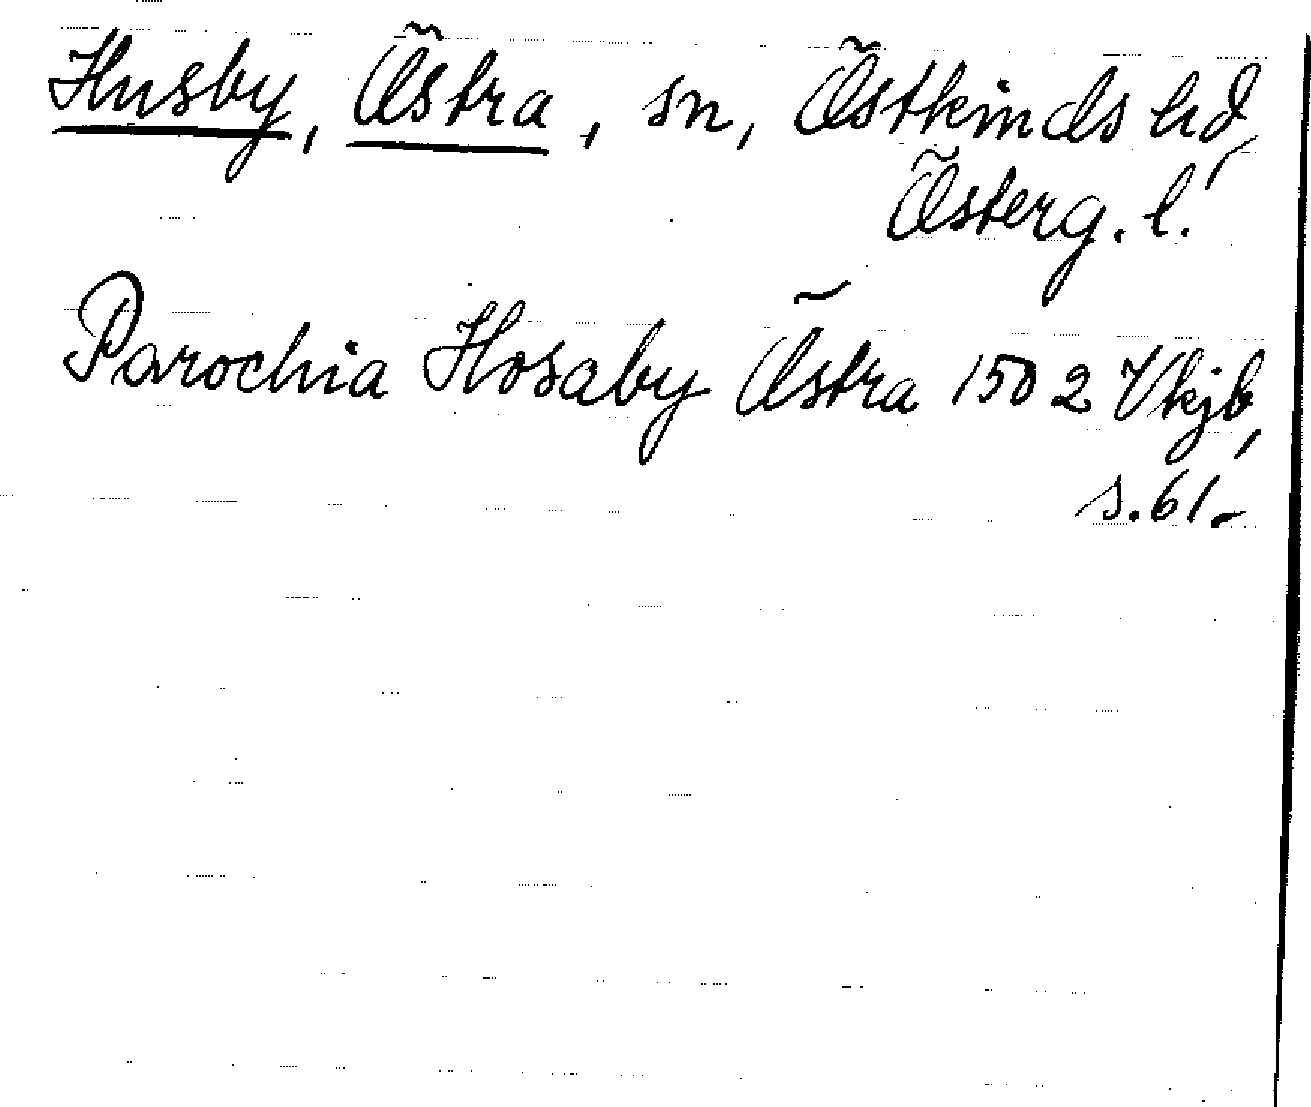 Husby, Östra, sn, Östkinds hd,
Österg. l.
Parochia Hosaby Östra 1502 Vkjb,
s. 61.